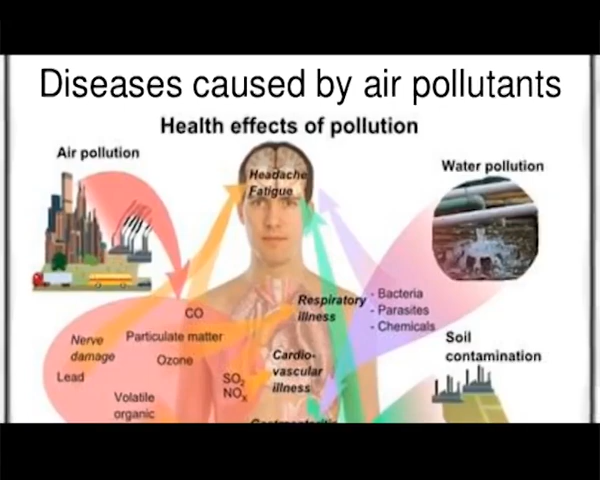 Diseases caused by air pollutants
Health effects of pollution
Air pollution
Water pollution
Headache
Fatigue
CO
Particulate matter
Nerve
damage
Ozone
Lead
Volatile
organic
SO₂
NOₓ
Respiratory
illness
Cardio-
vascular
illness
- Bacteria
- Parasites
- Chemicals
Soil
contamination